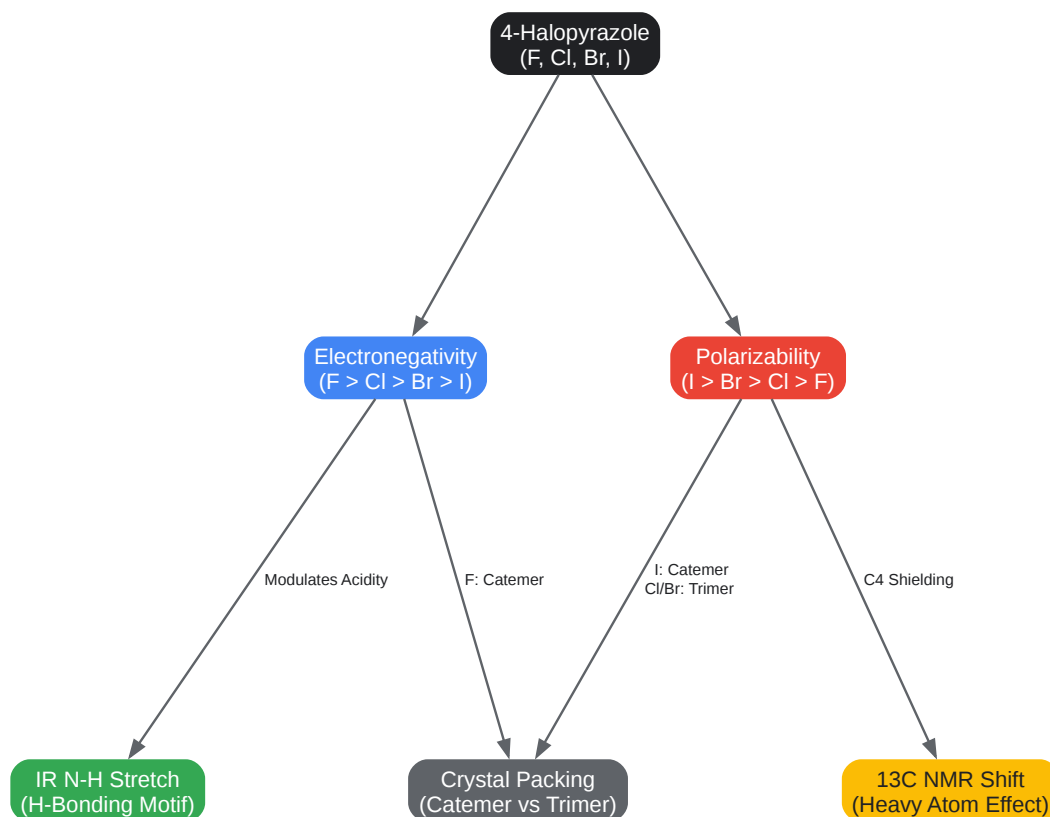 4-Halopyrazole
(F, Cl, Br, I)
Electronegativity
(F > Cl > Br > I)
Polarizability
(I > Br > Cl > F)
Modulates Acidity
F: Catemer
I: Catemer
Cl/Br: Trimer
C4 Shielding
IR N-H Stretch
(H-Bonding Motif)
Crystal Packing
(Catemer vs Trimer)
13C NMR Shift
(Heavy Atom Effect)